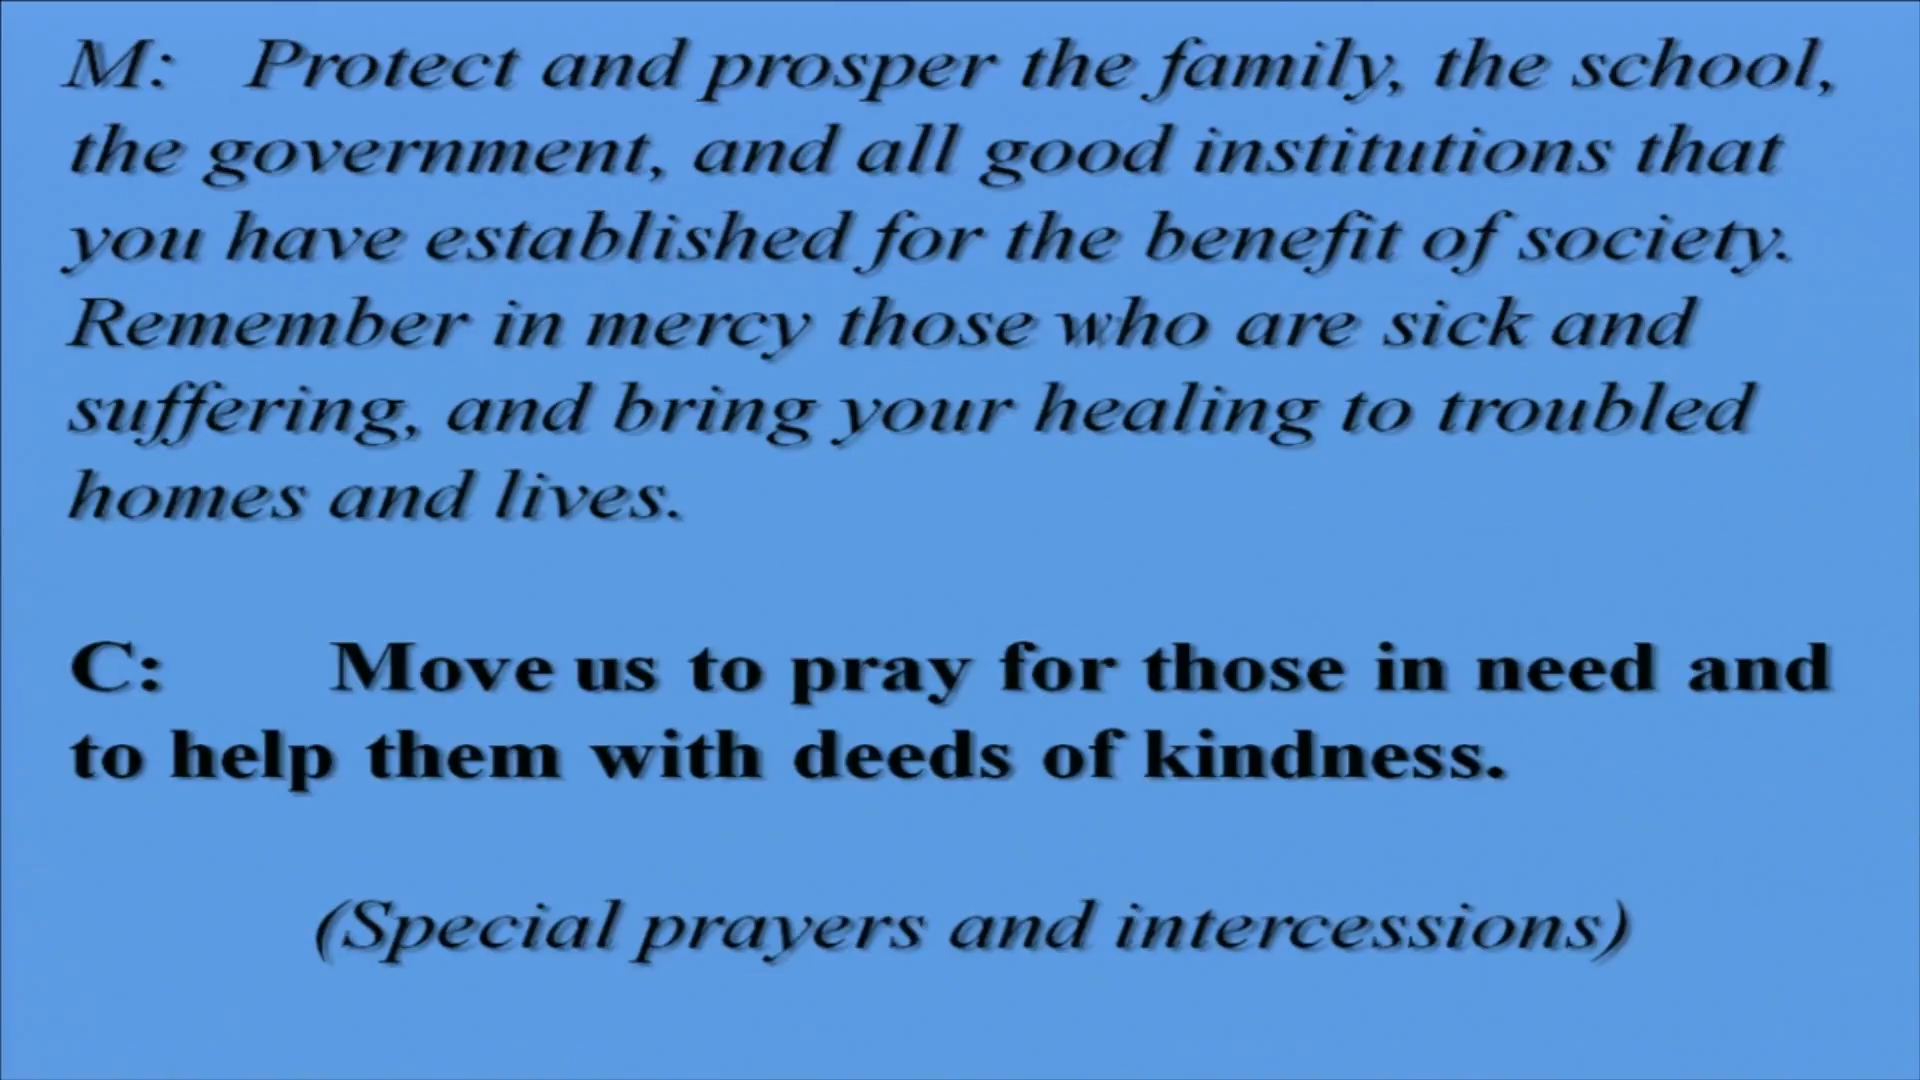 M: Protect and prosper the family, the school,
the government, and all good institutions that
you have established for the benefit of society.
Remember in mercy those who are sick and
suffering, and bring your healing to troubled
homes and lives.
C: Move us to pray for those in need and
to help them with deeds of kindness.
(Special prayers and intercessions)